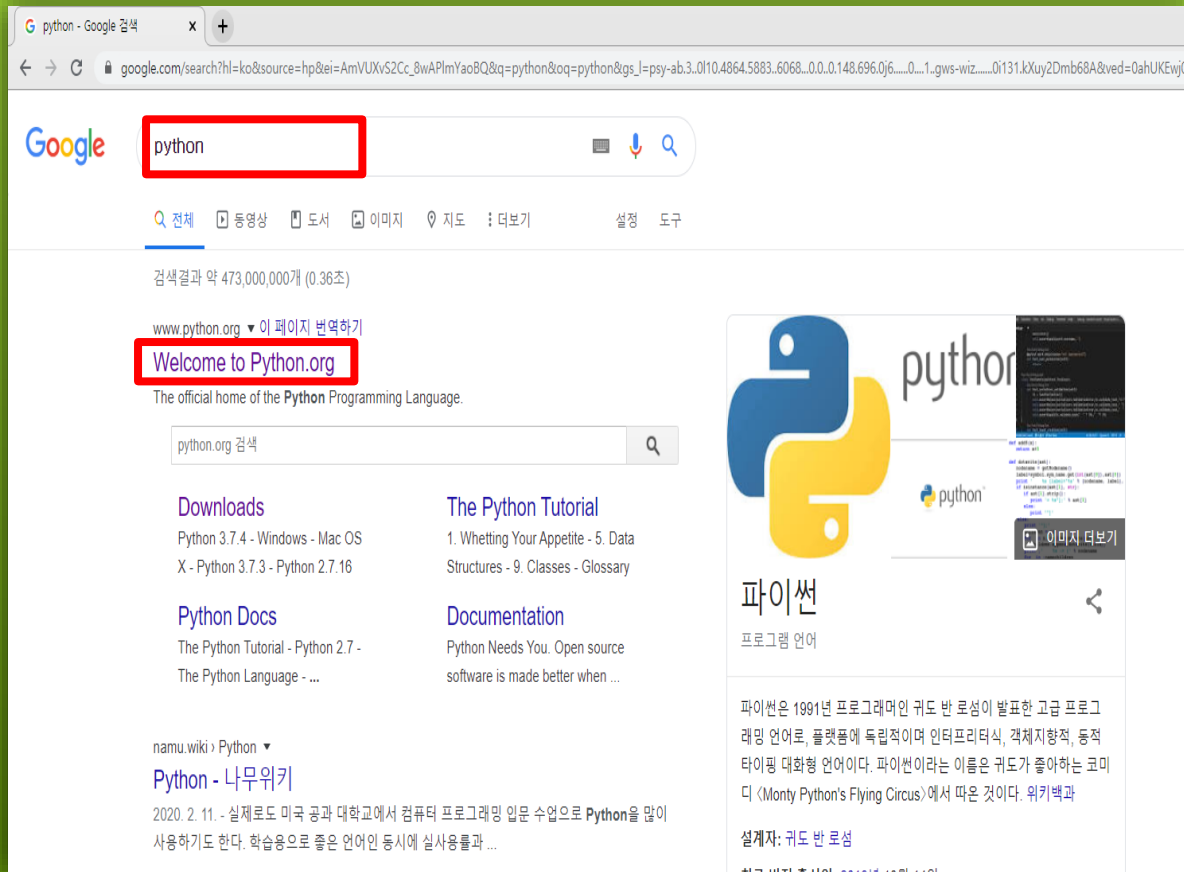 python - Google 검색
google.com/search?hl=ko&source=hp&ei=AmVUXvS2Cc_8wAPlmYaoBQ&q=python&oq=python&gs_l=psy-ab.3..0l10.4864.5883..6068...0.0..0.148.696.0j6......0....1..gws-wiz.......0i131.kXuy2Dmb68A&ved=0ahUKEwj
Google
python
전체 동영상 도서 이미지 지도 더보기 설정 도구
검색결과 약 473,000,000개 (0.36초)
www.python.org ▼ 이 페이지 번역하기
Welcome to Python.org
The official home of the Python Programming Language.
python.org 검색
Downloads
Python 3.7.4 - Windows - Mac OS
X - Python 3.7.3 - Python 2.7.16
The Python Tutorial
1. Whetting Your Appetite - 5. Data
Structures - 9. Classes - Glossary
Python Docs
The Python Tutorial - Python 2.7 -
The Python Language - ...
Documentation
Python Needs You. Open source
software is made better when ...
namu.wiki › Python ▼
Python - 나무위키
2020. 2. 11. - 실제로도 미국 공과 대학교에서 컴퓨터 프로그래밍 입문 수업으로 Python을 많이
사용하기도 한다. 학습용으로 좋은 언어인 동시에 실사용률과 ...
python
python
이미지 더보기
파이썬
프로그램 언어
파이썬은 1991년 프로그래머인 귀도 반 로섬이 발표한 고급 프로그
래밍 언어로, 플랫폼에 독립적이며 인터프리터식, 객체지향적, 동적
타이핑 대화형 언어이다. 파이썬이라는 이름은 귀도가 좋아하는 코미
디 〈Monty Python's Flying Circus〉에서 따온 것이다. 위키백과
설계자: 귀도 반 로섬